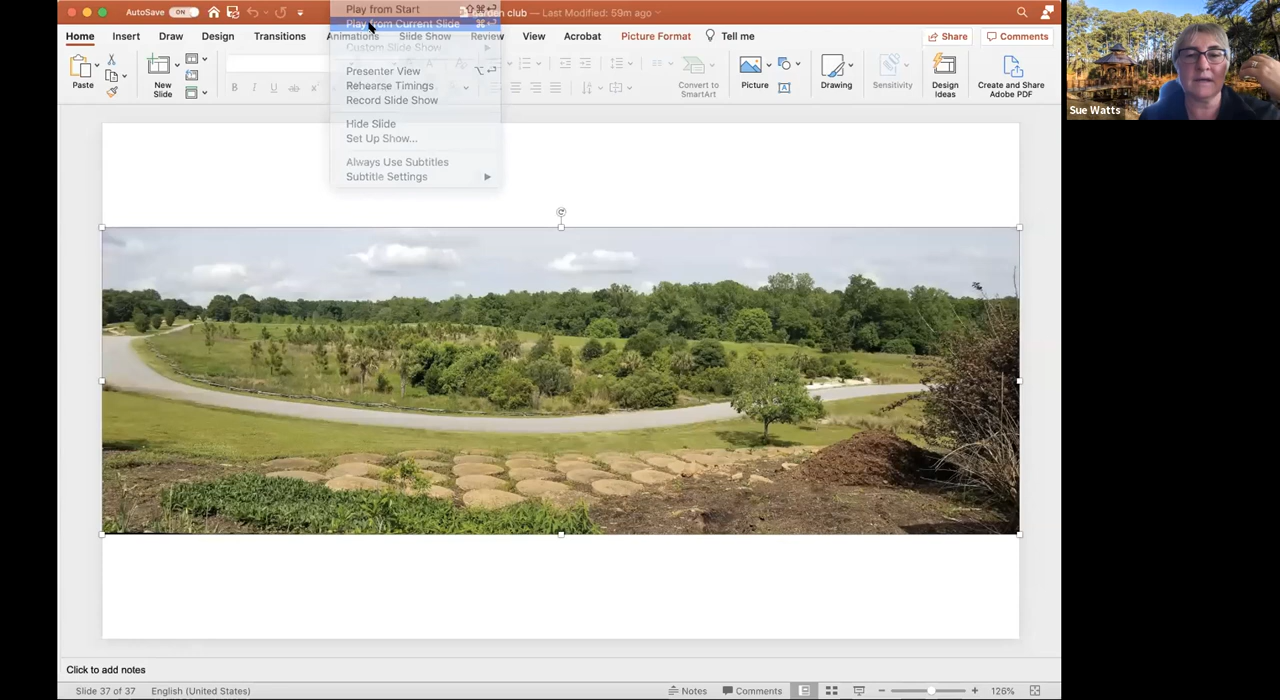 AutoSave ON
club — Last Modified: 59m ago
Play from Start ⇧⌘↩
Play from Current Slide ⌘↩
Custom Slide Show
Presenter View ⌥↩
Rehearse Timings
Record Slide Show
Hide Slide
Set Up Show...
Always Use Subtitles
Subtitle Settings
Home Insert Draw Design Transitions Animations Slide Show Review View Acrobat Picture Format Tell me
Share Comments
Paste
New
Slide
B I U ab x
Convert to
SmartArt
Picture
Drawing
Sensitivity
Design
Ideas
Create and Share
Adobe PDF
Sue Watts
Click to add notes
Slide 37 of 37 English (United States) Notes Comments 126%